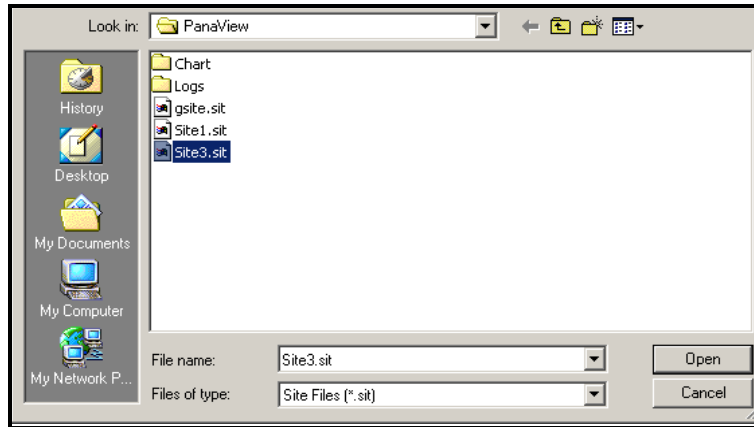 Look in:
PanaView
History
Desktop
My Documents
My Computer
My Network P...
Chart
Logs
gsite.sit
Site1.sit
Site3.sit
File name:
Site3.sit
Open
Files of type:
Site Files (*.sit)
Cancel